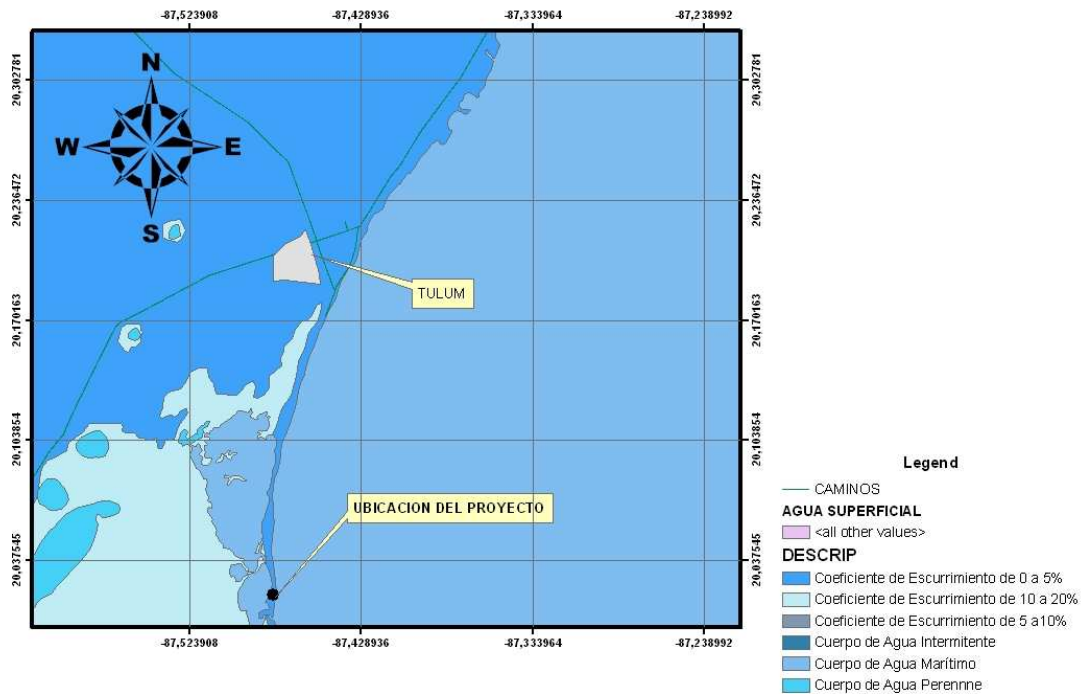 -87,523908
-87,428936
-87,333964
-87,238992
20,302781
20,302781
N
W
E
S
20,236472
20,236472
TULUM
20,170163
20,170163
20,103854
20,103854
UBICACION DEL PROYECTO
20,037545
20,037545
-87,523908
-87,428936
-87,333964
-87,238992
Legend
CAMINOS
AGUA SUPERFICIAL
<all other values>
DESCRIP
Coeficiente de Escurrimiento de 0 a 5%
Coeficiente de Escurrimiento de 10 a 20%
Coeficiente de Escurrimiento de 5 a10%
Cuerpo de Agua Intermitente
Cuerpo de Agua Marítimo
Cuerpo de Agua Perennne